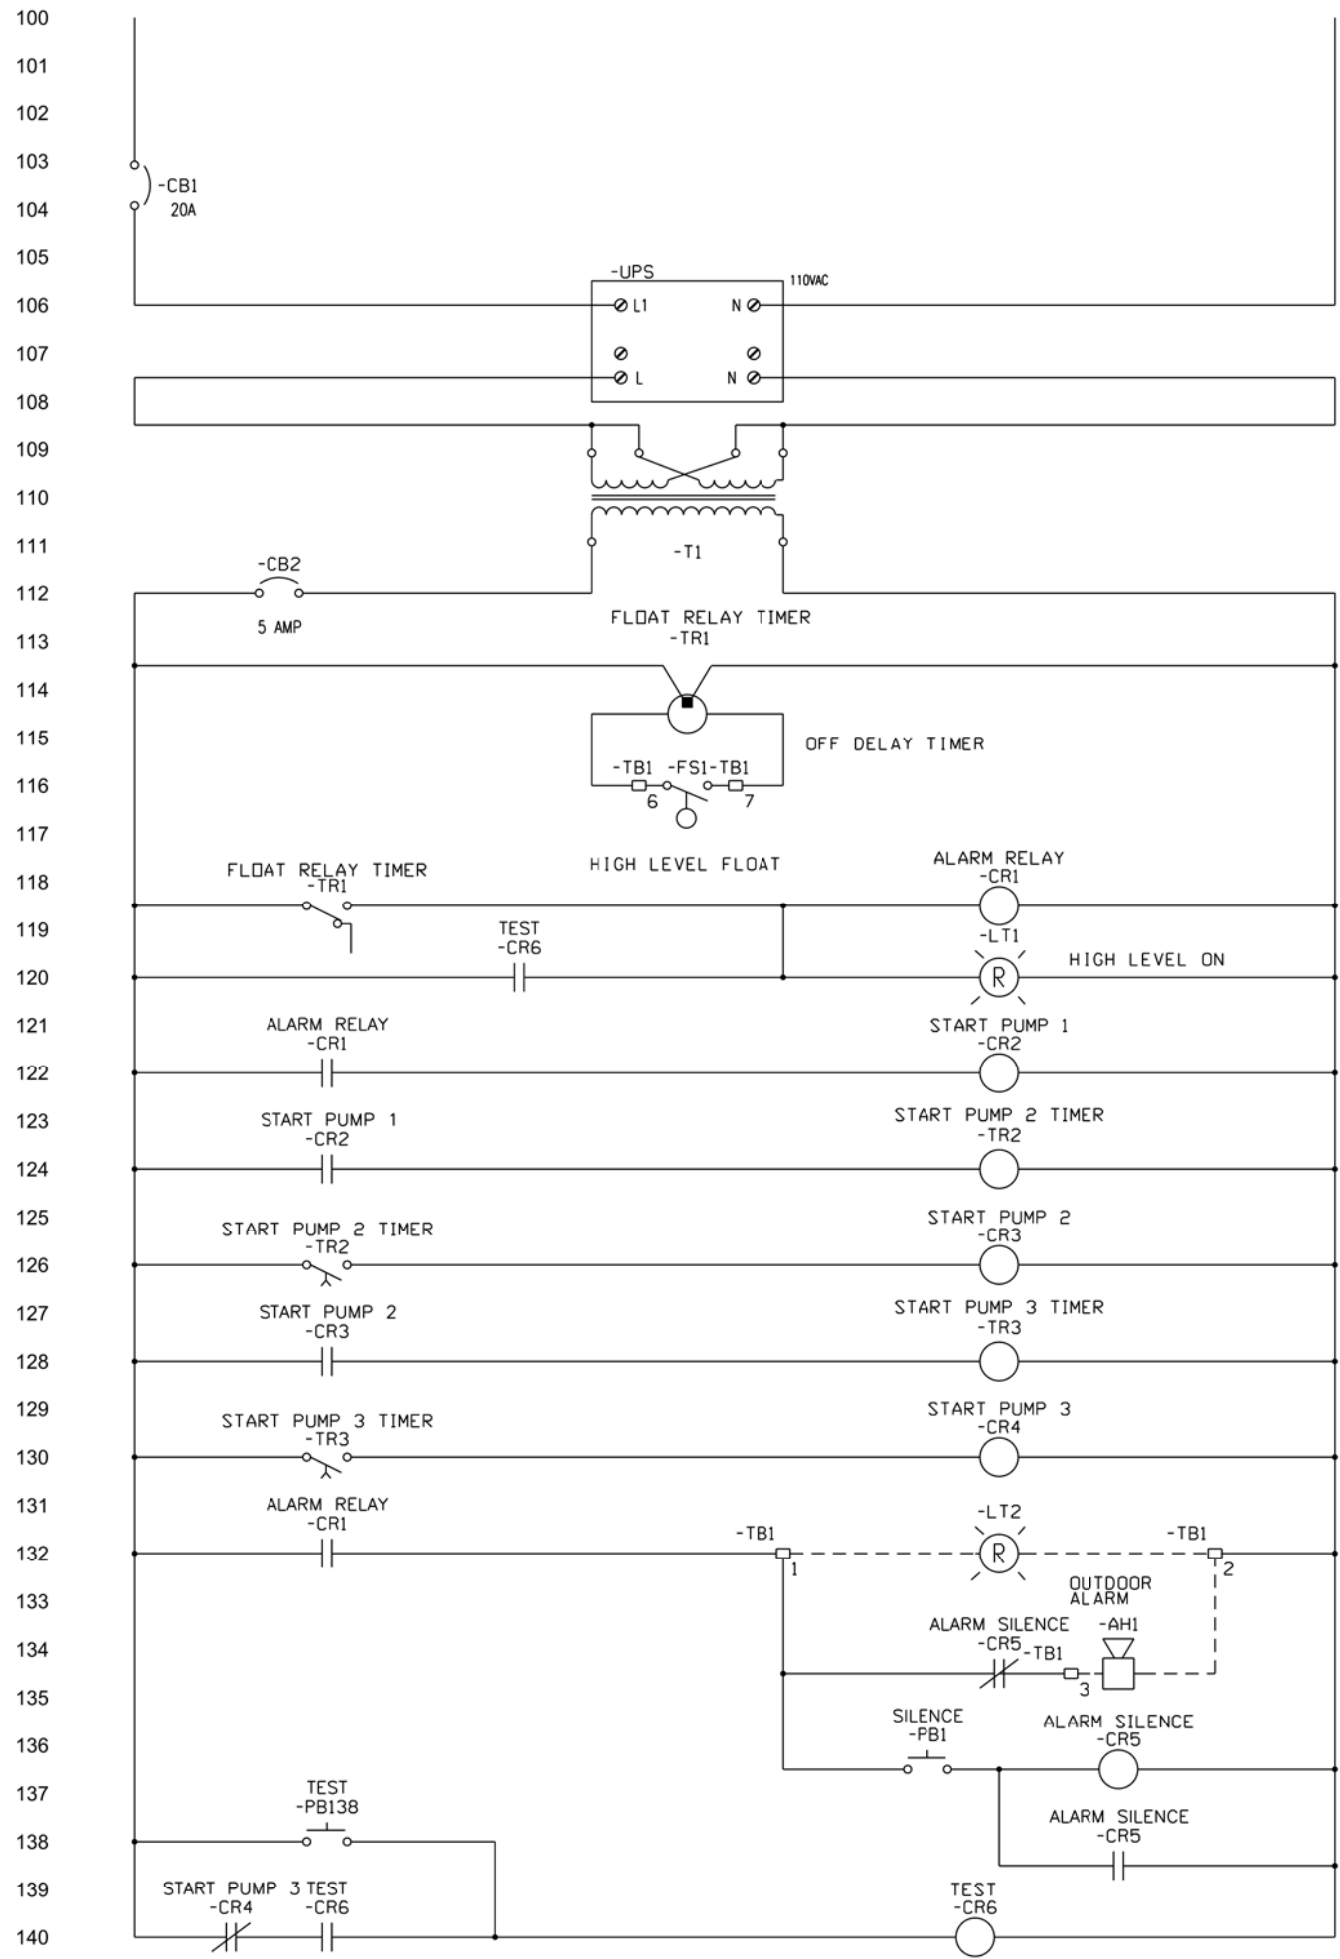 100
101
102
103
-CB1
104
20A
105
-UPS
110VAC
106
L1 N
107
L N
108
109
110
111
-T1
-CB2
112
5 AMP
FLOAT RELAY TIMER
113
-TR1
114
115
OFF DELAY TIMER
-TB1 -FS1 -TB1
116
6 7
117
HIGH LEVEL FLOAT
ALARM RELAY
FLOAT RELAY TIMER
118
-CR1
-TR1
119
TEST
-LT1
-CR6
HIGH LEVEL ON
120
R
121
ALARM RELAY
START PUMP 1
-CR1
-CR2
122
123
START PUMP 1
START PUMP 2 TIMER
-CR2
-TR2
124
125
START PUMP 2 TIMER
START PUMP 2
-TR2
-CR3
126
127
START PUMP 2
START PUMP 3 TIMER
-CR3
-TR3
128
129
START PUMP 3 TIMER
START PUMP 3
-TR3
-CR4
130
131
ALARM RELAY
-LT2
-CR1
-TB1
-TB1
132
R
1
2
133
OUTDOOR
ALARM
ALARM SILENCE
-AH1
134
-CR5
-TB1
135
3
SILENCE
ALARM SILENCE
136
-PB1
-CR5
137
TEST
-PB138
ALARM SILENCE
138
-CR5
139
START PUMP 3 TEST
TEST
-CR4 -CR6
-CR6
140